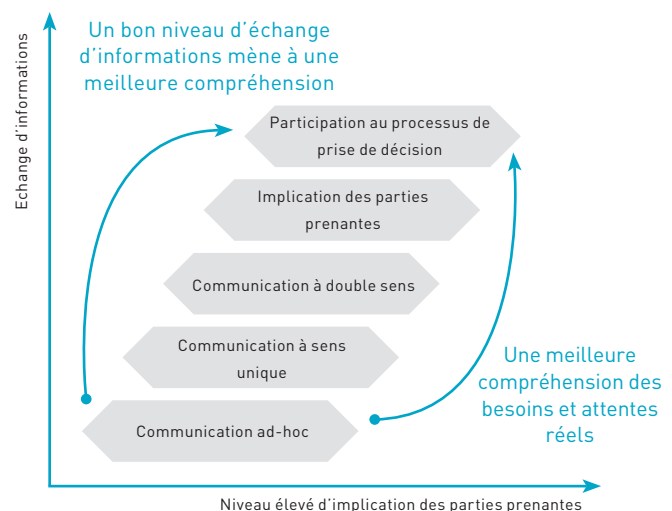 Echange d'informations
Un bon niveau d'échange
d'informations mène à une
meilleure compréhension
Participation au processus de
prise de décision
Implication des parties
prenantes
Communication à double sens
Communication à sens
unique
Communication ad-hoc
Une meilleure
compréhension des
besoins et attentes
réels
Niveau élevé d'implication des parties prenantes